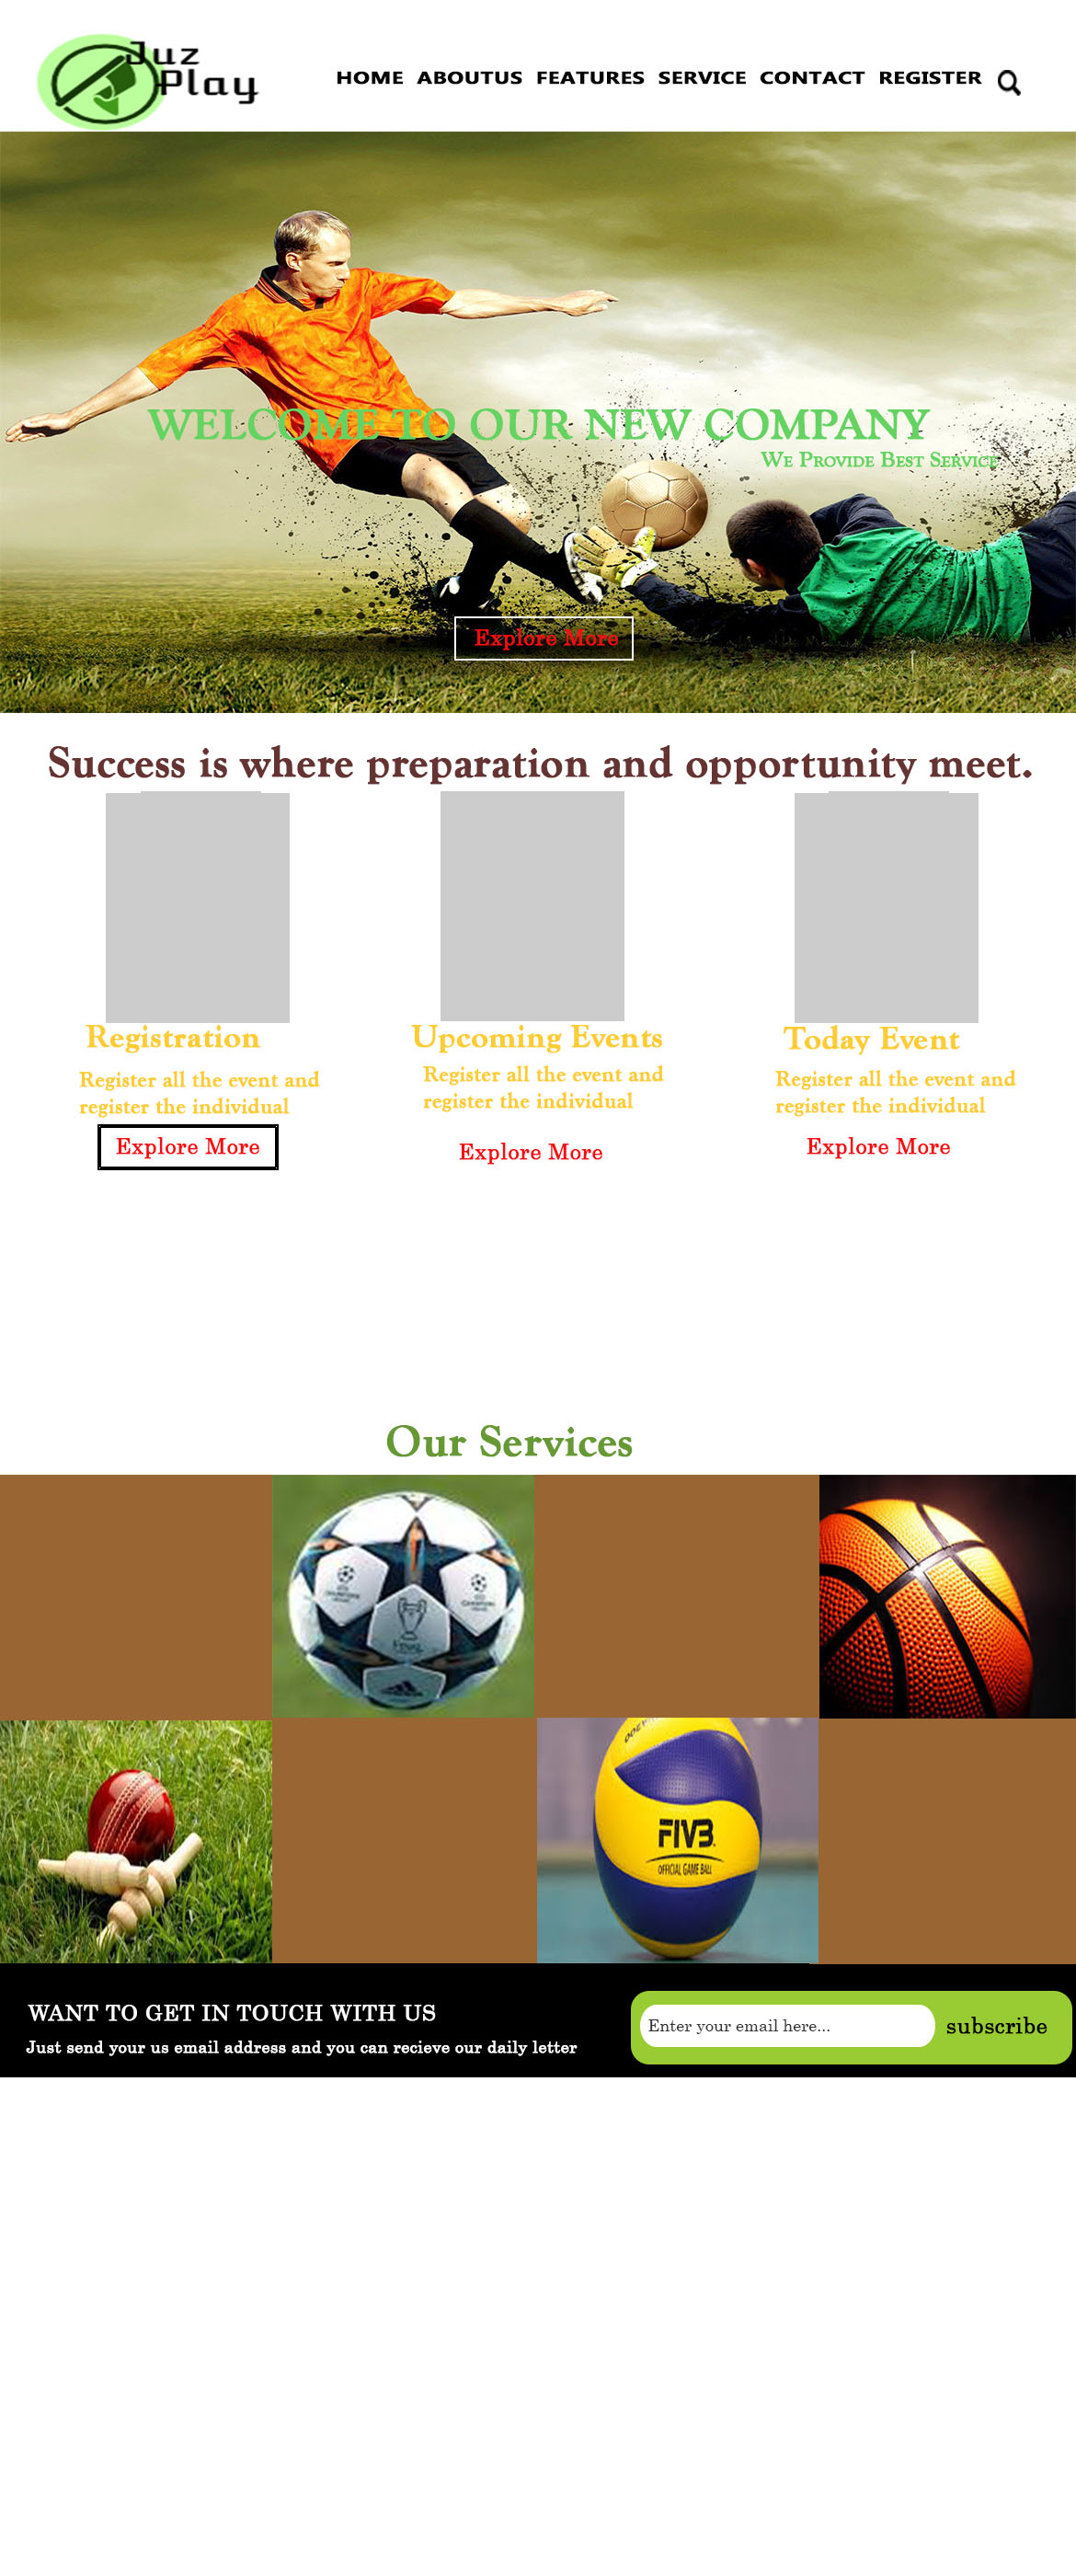 Juz
Play
HOME ABOUTUS FEATURES SERVICE CONTACT REGISTER
WELCOME TO OUR NEW COMPANY
We Provide Best Service
Explore More
Success is where preparation and opportunity meet.
Registration
Register all the event and
register the individual
Explore More
Upcoming Events
Register all the event and
register the individual
Explore More
Today Event
Register all the event and
register the individual
Explore More
Our Services
FINAL
adidas
FIVB
OFFICIAL GAME BALL
WANT TO GET IN TOUCH WITH US
Just send your us email address and you can recieve our daily letter
Enter your email here...
subscribe